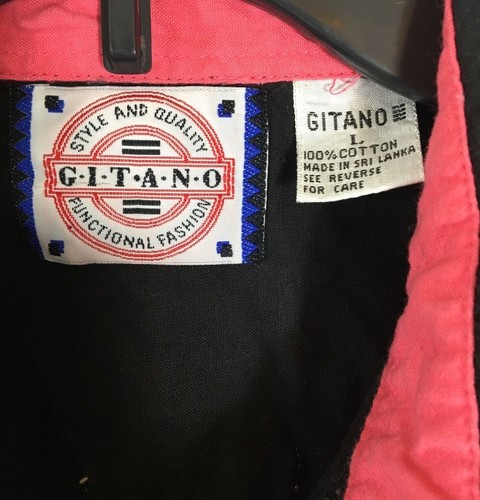 STYLE AND QUALITY
G·I·T·A·N·O
FUNCTIONAL FASHION
GITANO
L
100% COTTON
MADE IN SRI LANKA
SEE REVERSE
FOR CARE